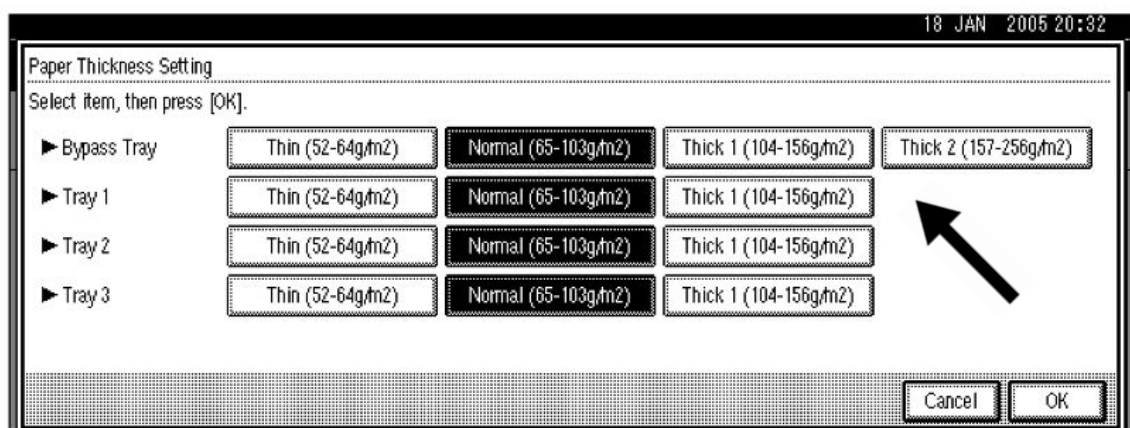 18 JAN 2005 20:32
Paper Thickness Setting
Select item, then press [OK].
►Bypass Tray Thin (52-64g/m2) Normal (65-103g/m2) Thick 1 (104-156g/m2) Thick 2 (157-256g/m2)
►Tray 1 Thin (52-64g/m2) Normal (65-103g/m2) Thick 1 (104-156g/m2)
►Tray 2 Thin (52-64g/m2) Normal (65-103g/m2) Thick 1 (104-156g/m2)
►Tray 3 Thin (52-64g/m2) Normal (65-103g/m2) Thick 1 (104-156g/m2)
Cancel OK